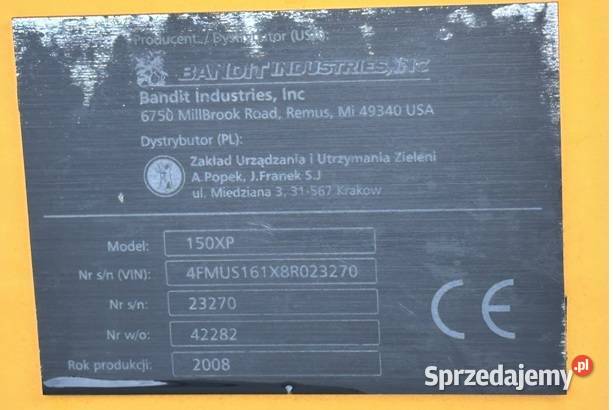 Producent / Dystrybutor (USA):
BANDIT INDUSTRIES, INC
Bandit Industries, Inc
6750 MillBrook Road, Remus, Mi 49340 USA
Dystrybutor (PL):
Zakład Urządzania i Utrzymania Zieleni
A.Popek, J.Franek S.J
ul. Miedziana 3, 31-567 Krakow
Model: 150XP
Nr s/n (VIN): 4FMUS161X8R023270
Nr s/n: 23270
Nr w/o: 42282
Rok produkcji: 2008
CE
Sprzedajemy.pl